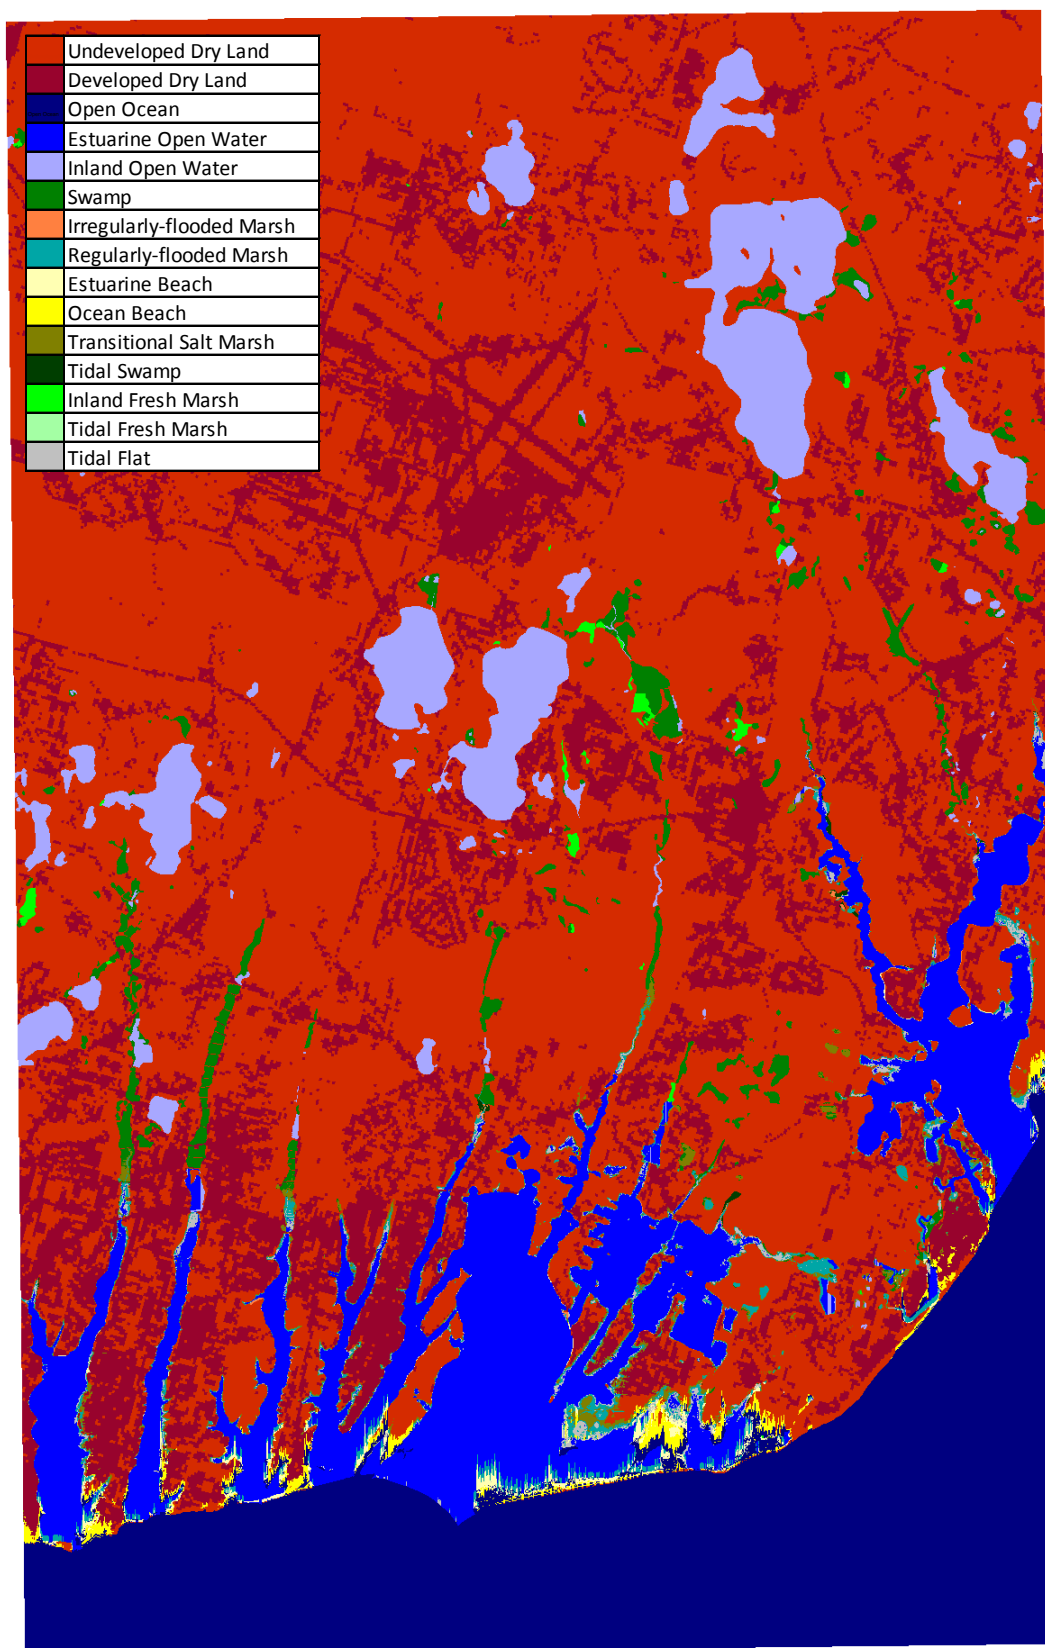 Undeveloped Dry Land
Developed Dry Land
Open Ocean
Estuarine Open Water
Inland Open Water
Swamp
Irregularly-flooded Marsh
Regularly-flooded Marsh
Estuarine Beach
Ocean Beach
Transitional Salt Marsh
Tidal Swamp
Inland Fresh Marsh
Tidal Fresh Marsh
Tidal Flat